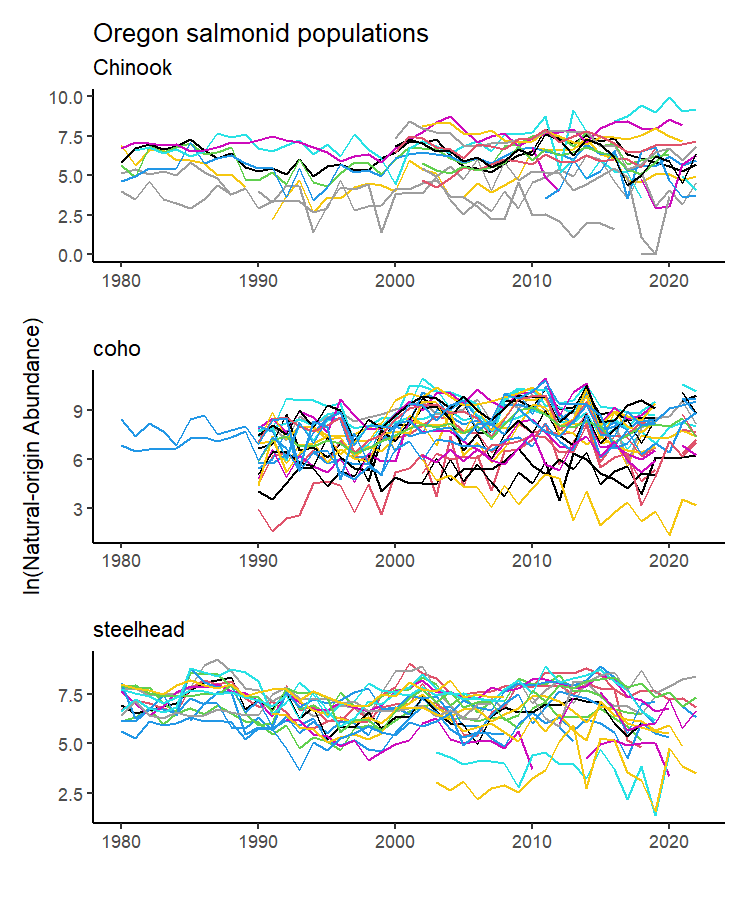 Oregon salmonid populations
Chinook
10.0
7.5
5.0
2.5
0.0
1980 1990 2000 2010 2020
ln(Natural-origin Abundance)
coho
9
6
3
1980 1990 2000 2010 2020
steelhead
7.5
5.0
2.5
1980 1990 2000 2010 2020